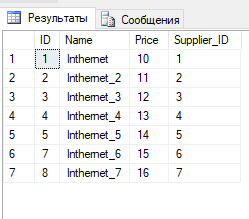 Результаты Сообщения
ID Name Price Supplier_ID
1 1 Inthernet 10 1
2 2 Inthernet_2 11 2
3 3 Inthernet_3 12 3
4 4 Inthernet_4 13 4
5 5 Inthernet_5 14 5
6 7 Inthernet_6 15 6
7 8 Inthernet_7 16 7